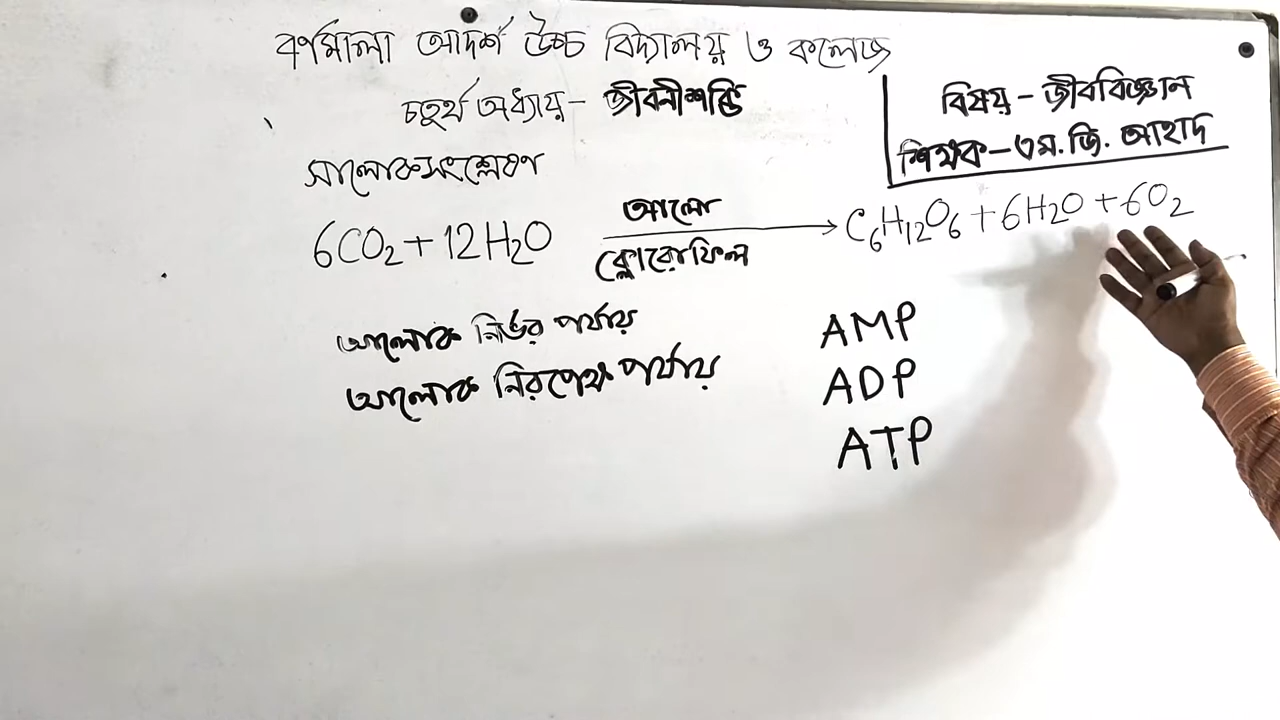 বর্ণমালা আদর্শ উচ্চ বিদ্যালয় ও কলেজ
চতুর্থ অধ্যায় - জীবনীশক্তি
বিষয় - জীববিজ্ঞান
শিক্ষক - এম. জি. আহাদ
সালোকসংশ্লেষণ
6CO₂ + 12H₂O আলো ক্লোরোফিল → C₆H₁₂O₆ + 6H₂O + 6O₂
আলোক নির্ভর পর্যায় AMP
আলোক নিরপেক্ষ পর্যায় ADP
ATP